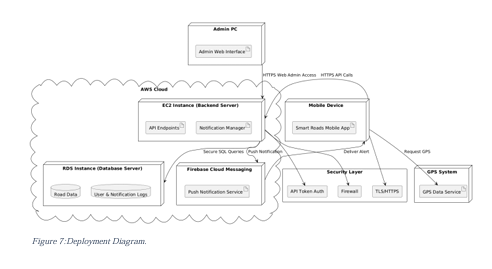 Admin PC
Admin Web Interface
HTTPS Web Admin Access
HTTPS API Calls
AWS Cloud
EC2 Instance (Backend Server)
API Endpoints
Notification Manager
Mobile Device
Smart Roads Mobile App
Secure SQL Queries
Push Notification
Deliver Alert
Request GPS
RDS Instance (Database Server)
Road Data
User & Notification Logs
Firebase Cloud Messaging
Push Notification Service
Security Layer
API Token Auth
Firewall
TLS/HTTPS
GPS System
GPS Data Service
Figure 7:Deployment Diagram.